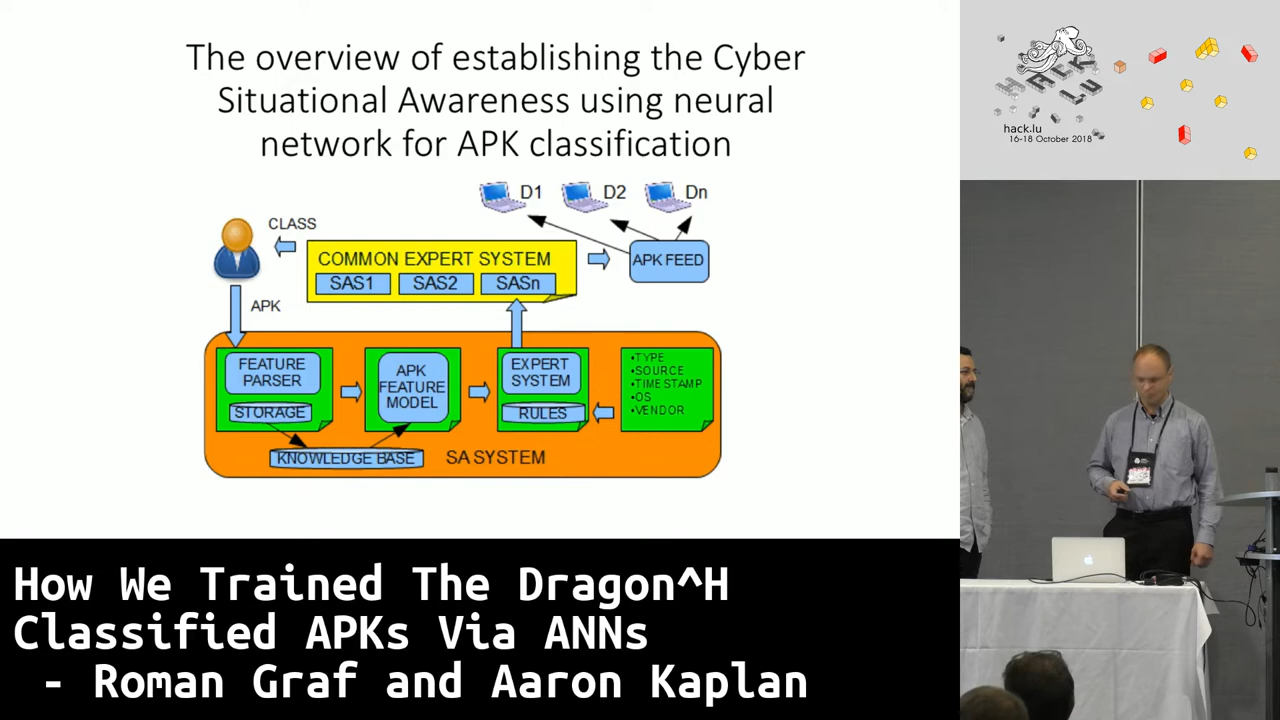 The overview of establishing the Cyber
Situational Awareness using neural
network for APK classification
D1
D2
Dn
CLASS
COMMON EXPERT SYSTEM
SAS1
SAS2
SASn
APK FEED
APK
FEATURE
PARSER
STORAGE
APK
FEATURE
MODEL
EXPERT
SYSTEM
RULES
•TYPE
•SOURCE
•TIME STAMP
•OS
•VENDOR
KNOWLEDGE BASE
SA SYSTEM
HACK
LU
hack.lu
16-18 October 2018
How We Trained The Dragon^H
Classified APKs Via ANNs
- Roman Graf and Aaron Kaplan